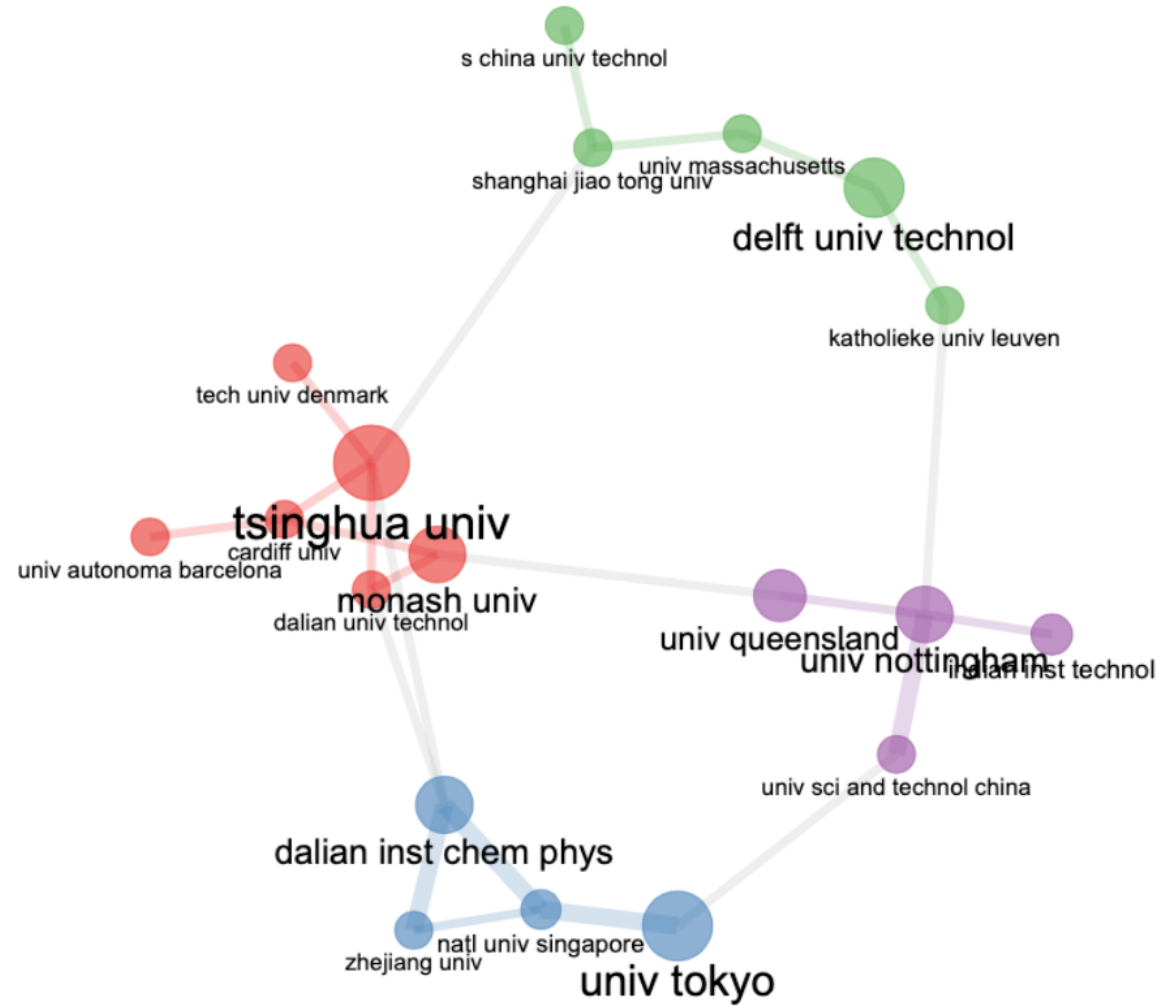 s china univ technol
univ massachusetts
shanghai jiao tong univ
delft univ technol
katholieke univ leuven
tech univ denmark
tsinghua univ
cardiff univ
univ autonoma barcelona
monash univ
dalian univ technol
univ queensland
univ nottingham
indian inst technol
univ sci and technol china
dalian inst chem phys
natl univ singapore
zhejiang univ
univ tokyo